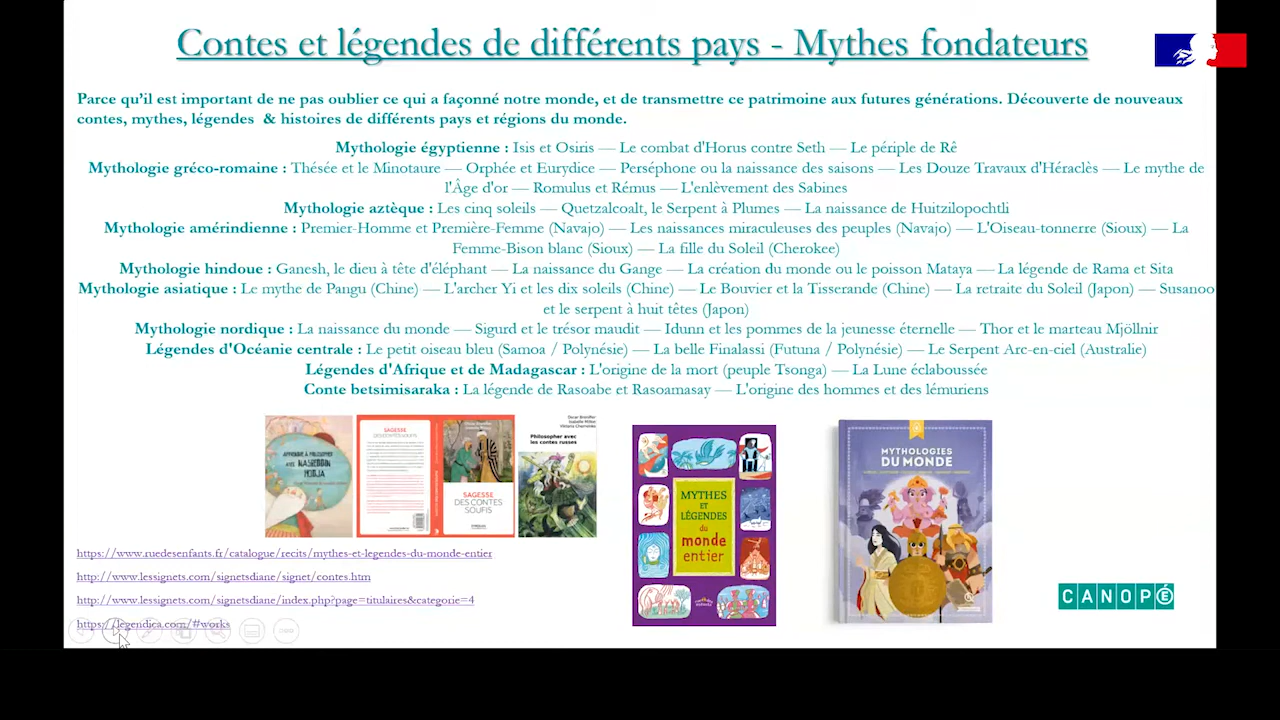 Contes et légendes de différents pays - Mythes fondateurs
Parce qu'il est important de ne pas oublier ce qui a façonné notre monde, et de transmettre ce patrimoine aux futures générations. Découverte de nouveaux
contes, mythes, légendes & histoires de différents pays et régions du monde.
Mythologie égyptienne : Isis et Osiris — Le combat d'Horus contre Seth — Le périple de Rê
Mythologie gréco-romaine : Thésée et le Minotaure — Orphée et Eurydice — Perséphone ou la naissance des saisons — Les Douze Travaux d'Héraclès — Le mythe de
l'Âge d'or — Romulus et Rémus — L'enlèvement des Sabines
Mythologie aztèque : Les cinq soleils — Quetzalcoalt, le Serpent à Plumes — La naissance de Huitzilopochtli
Mythologie amérindienne : Premier-Homme et Première-Femme (Navajo) — Les naissances miraculeuses des peuples (Navajo) — L'Oiseau-tonnerre (Sioux) — La
Femme-Bison blanc (Sioux) — La fille du Soleil (Cherokee)
Mythologie hindoue : Ganesh, le dieu à tête d'éléphant — La naissance du Gange — La création du monde ou le poisson Mataya — La légende de Rama et Sita
Mythologie asiatique : Le mythe de Pangu (Chine) — L'archer Yi et les dix soleils (Chine) — Le Bouvier et la Tisserande (Chine) — La retraite du Soleil (Japon) — Susanoo
et le serpent à huit têtes (Japon)
Mythologie nordique : La naissance du monde — Sigurd et le trésor maudit — Idunn et les pommes de la jeunesse éternelle — Thor et le marteau Mjöllnir
Légendes d'Océanie centrale : Le petit oiseau bleu (Samoa / Polynésie) — La belle Finalassi (Futuna / Polynésie) — Le Serpent Arc-en-ciel (Australie)
Légendes d'Afrique et de Madagascar : L'origine de la mort (peuple Tsonga) — La Lune éclaboussée
Conte betsimisaraka : La légende de Rasoabe et Rasoamasay — L'origine des hommes et des lémuriens
APPRENDRE À PHILOSOPHER
AVEC NASREDDIN
HODJA
SAGESSE
DES CONTES SOUFIS
SAGESSE
DES CONTES
SOUFIS
Oscar Brenifier
Isabelle Millon
Philosopher avec
les contes russes
MYTHES
ET
LÉGENDES
du
monde
entier
MYTHOLOGIES
DU MONDE
https://www.ruedesenfants.fr/catalogue/recits/mythes-et-legendes-du-monde-entier
http://www.lessignets.com/signetsdiane/signet/contes.htm
http://www.lessignets.com/signetsdiane/index.php?page=titulaires&categorie=4
https://legendica.com/#works
CANOPÉ